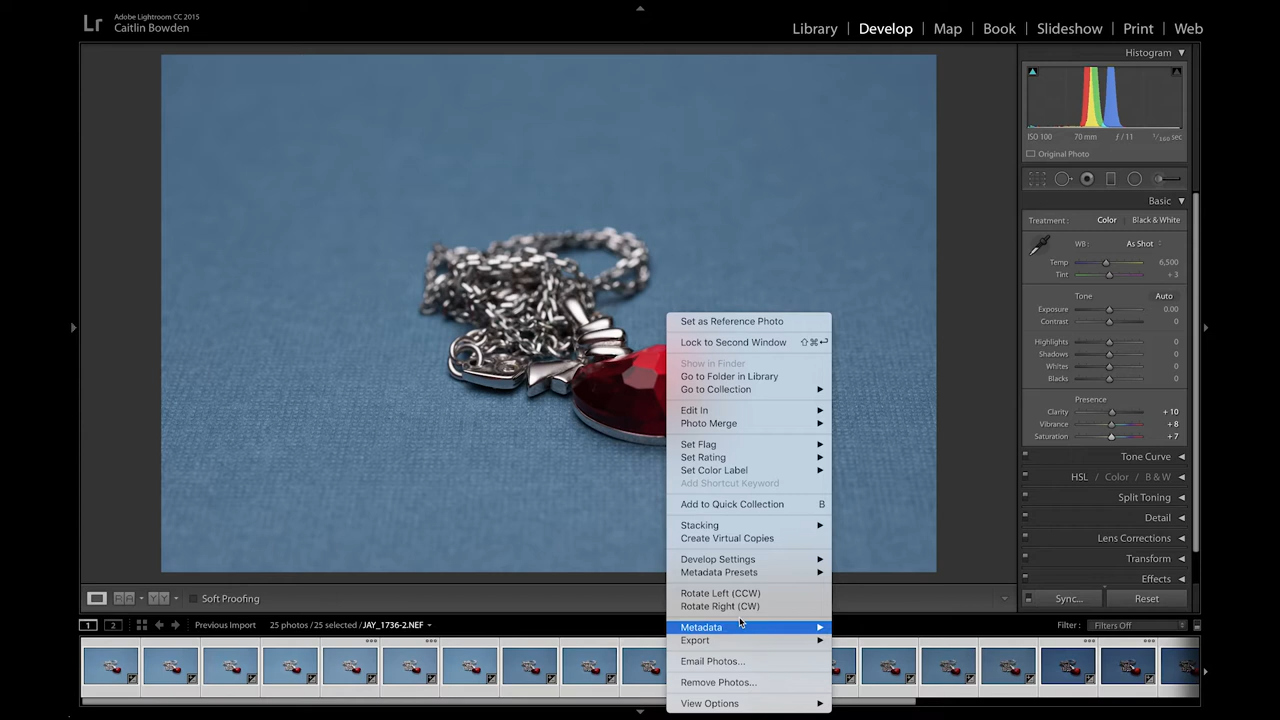 Lr
Adobe Lightroom CC 2015
Caitlin Bowden
Library | Develop | Map | Book | Slideshow | Print | Web
Histogram
ISO 100 70 mm ƒ / 11 1/160 sec
Original Photo
Basic
Treatment : Color Black & White
WB : As Shot
Temp 6,500
Tint + 3
Tone Auto
Exposure 0.00
Contrast 0
Highlights 0
Shadows 0
Whites 0
Blacks 0
Presence
Clarity + 10
Vibrance + 8
Saturation + 7
Tone Curve
HSL / Color / B & W
Split Toning
Detail
Lens Corrections
Transform
Effects
Sync... Reset
Set as Reference Photo
Lock to Second Window ⇧⌘↩
Show in Finder
Go to Folder in Library
Go to Collection
Edit In
Photo Merge
Set Flag
Set Rating
Set Color Label
Add Shortcut Keyword
Add to Quick Collection B
Stacking
Create Virtual Copies
Develop Settings
Metadata Presets
Rotate Left (CCW)
Rotate Right (CW)
Metadata
Export
Email Photos...
Remove Photos...
View Options
R A Y Y Soft Proofing
1 2 Previous Import 25 photos / 25 selected / JAY_1736-2.NEF Filter : Filters Off